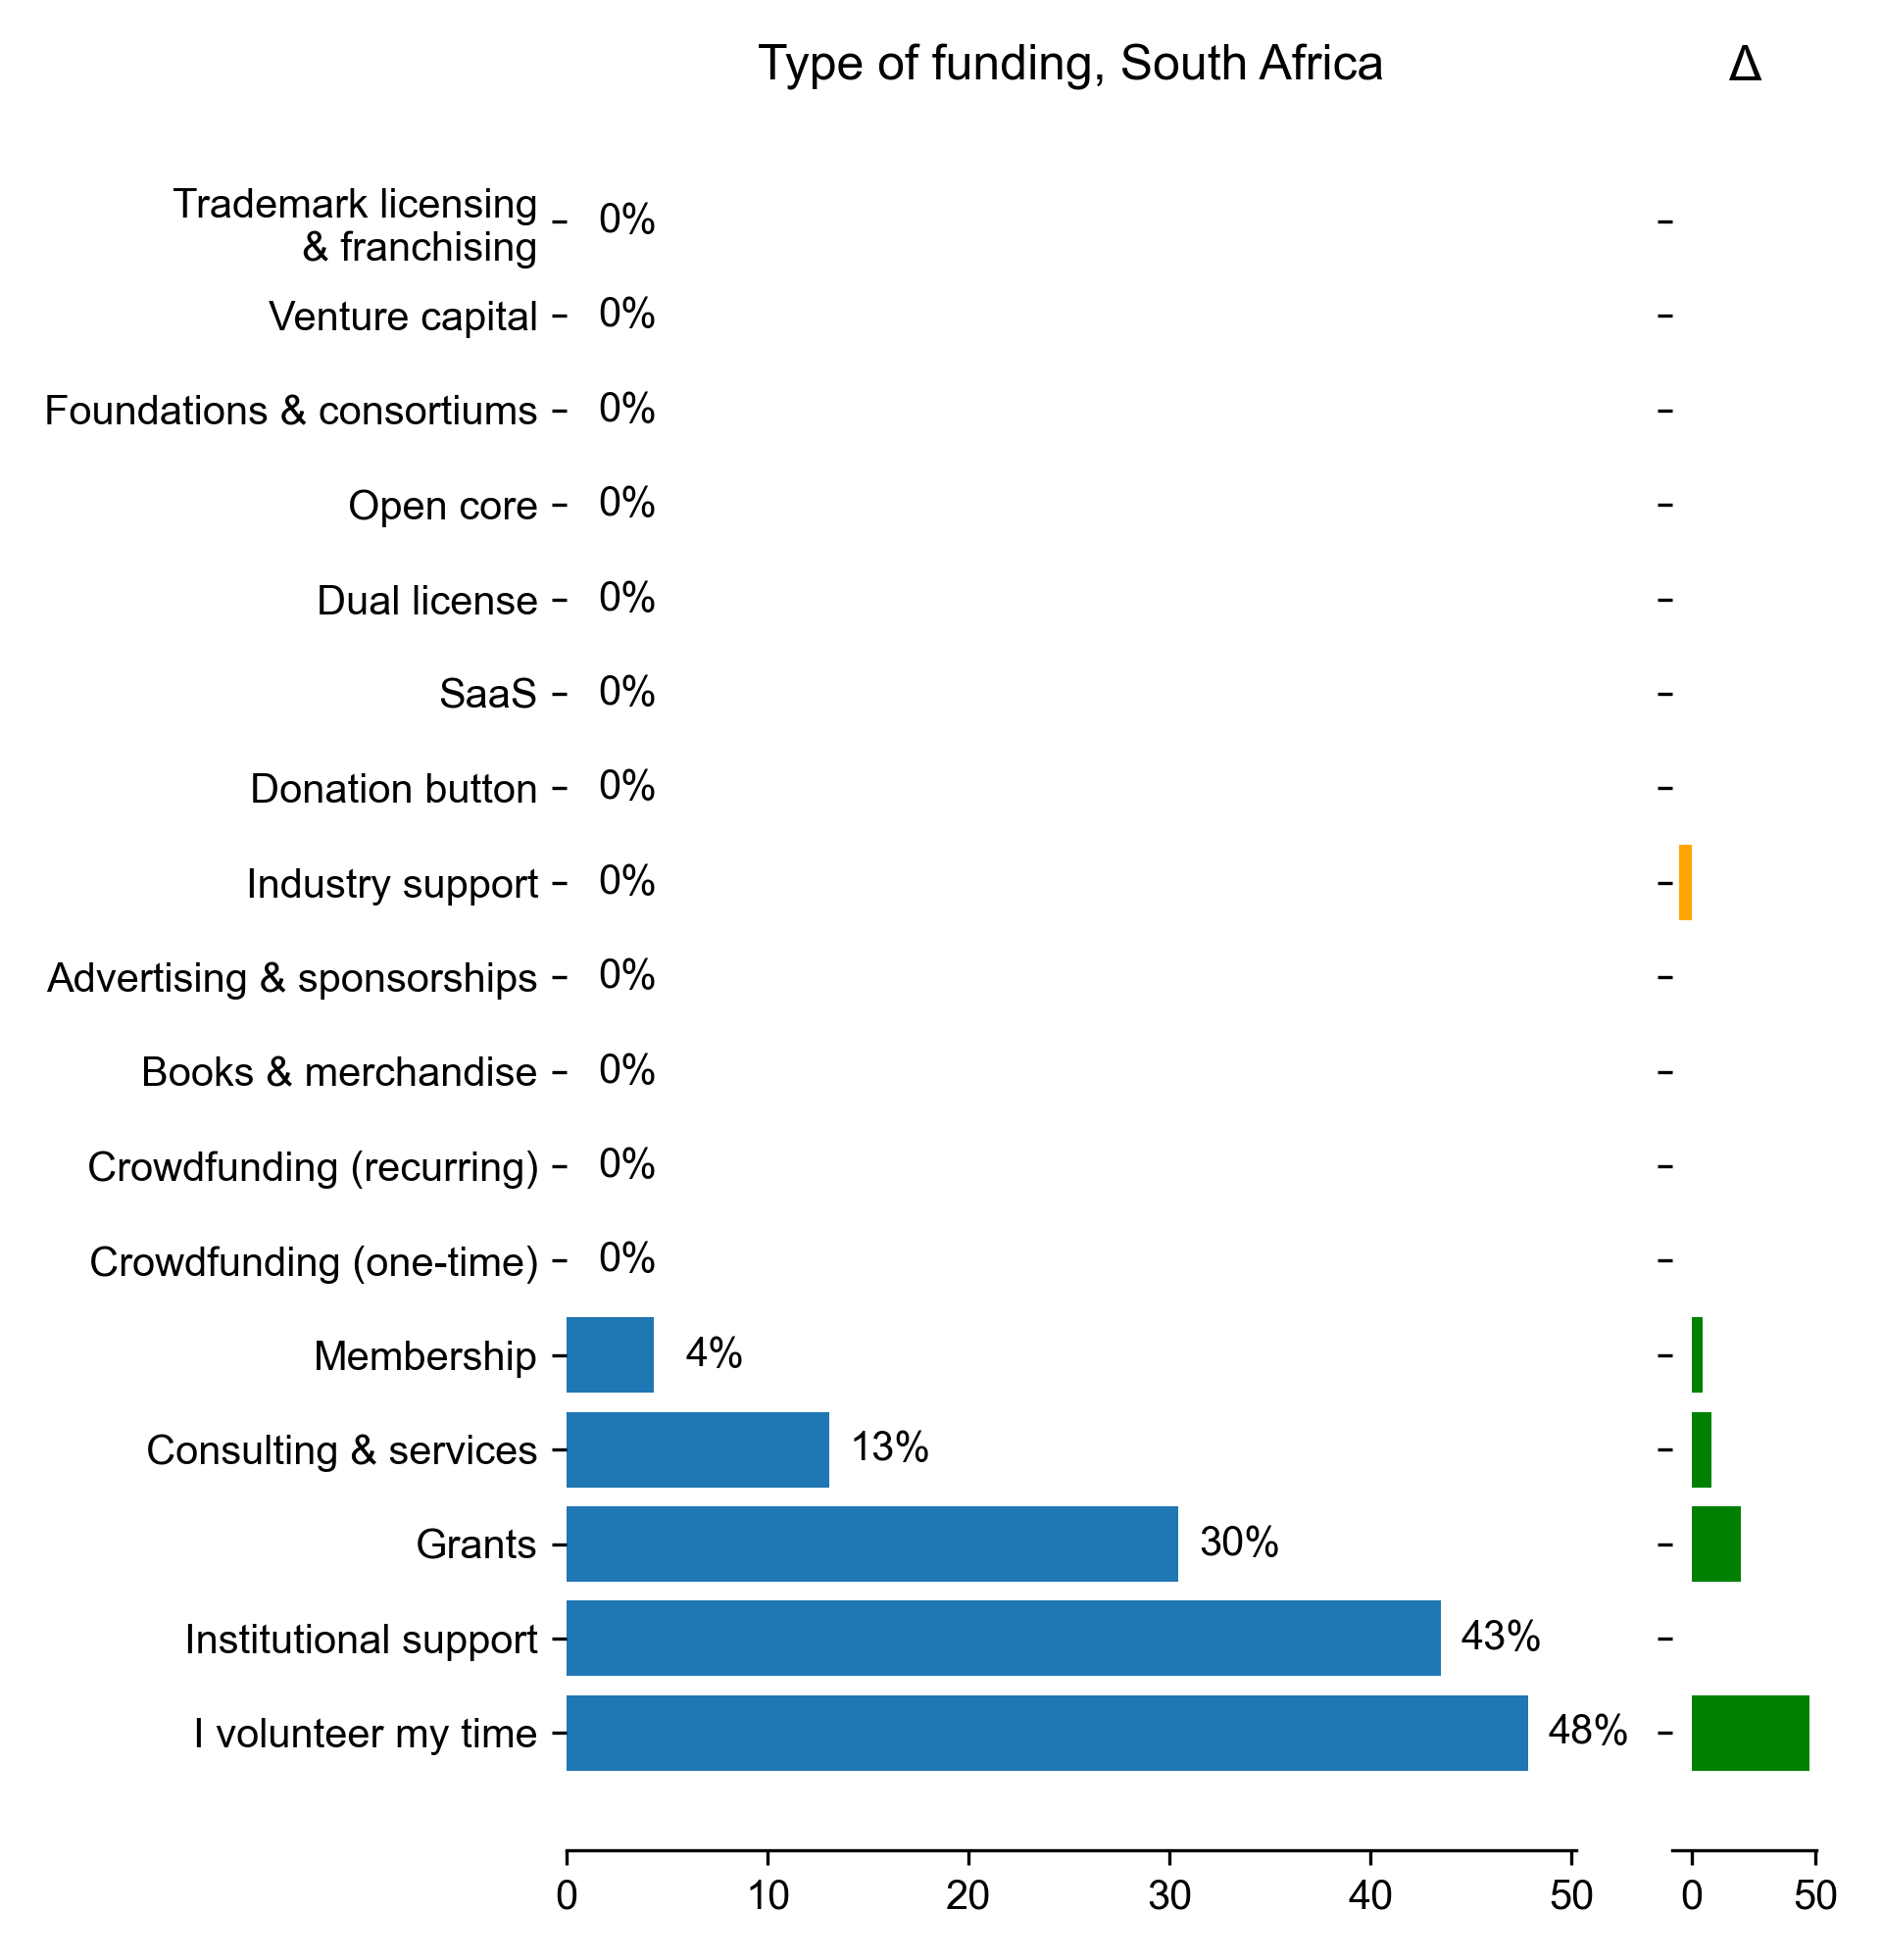 Type of funding, South Africa
Δ
Trademark licensing
& franchising
0%
Venture capital
0%
Foundations & consortiums
0%
Open core
0%
Dual license
0%
SaaS
0%
Donation button
0%
Industry support
0%
Advertising & sponsorships
0%
Books & merchandise
0%
Crowdfunding (recurring)
0%
Crowdfunding (one-time)
0%
Membership
4%
Consulting & services
13%
Grants
30%
Institutional support
43%
I volunteer my time
48%
0 10 20 30 40 50
0 50